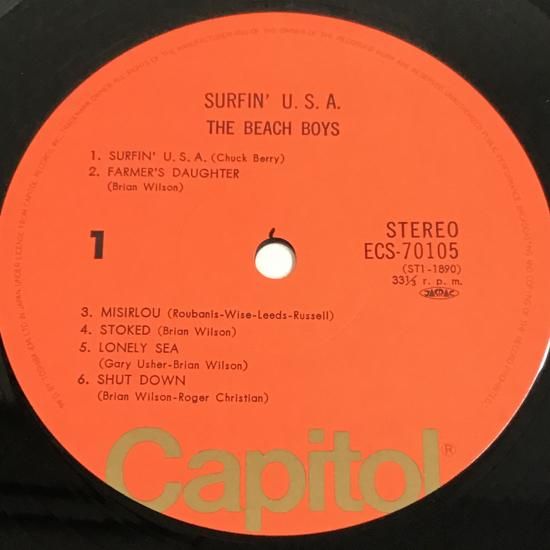 SURFIN' U. S. A.
THE BEACH BOYS
1. SURFIN' U. S. A. (Chuck Berry)
2. FARMER'S DAUGHTER
(Brian Wilson)
1
STEREO
ECS-70105
(ST1-1890)
33⅓ r. p. m.
JASRAC
3. MISIRLOU (Roubanis-Wise-Leeds-Russell)
4. STOKED (Brian Wilson)
5. LONELY SEA
(Gary Usher-Brian Wilson)
6. SHUT DOWN
(Brian Wilson-Roger Christian)
Capitol®